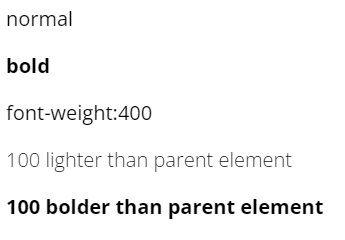 normal
bold
font-weight:400
100 lighter than parent element
100 bolder than parent element